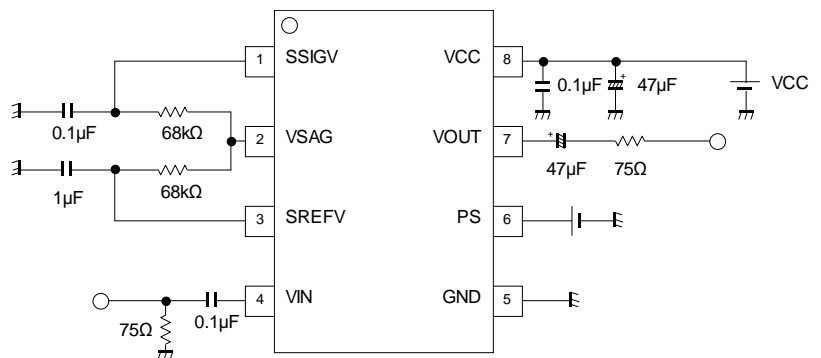 1 SSIGV VCC 8
0.1µF 68kΩ 2 VSAG VOUT 7
0.1µF + 47µF VCC
1µF 68kΩ
+ 47µF 75Ω
3 SREFV PS 6
4 VIN GND 5
75Ω 0.1µF